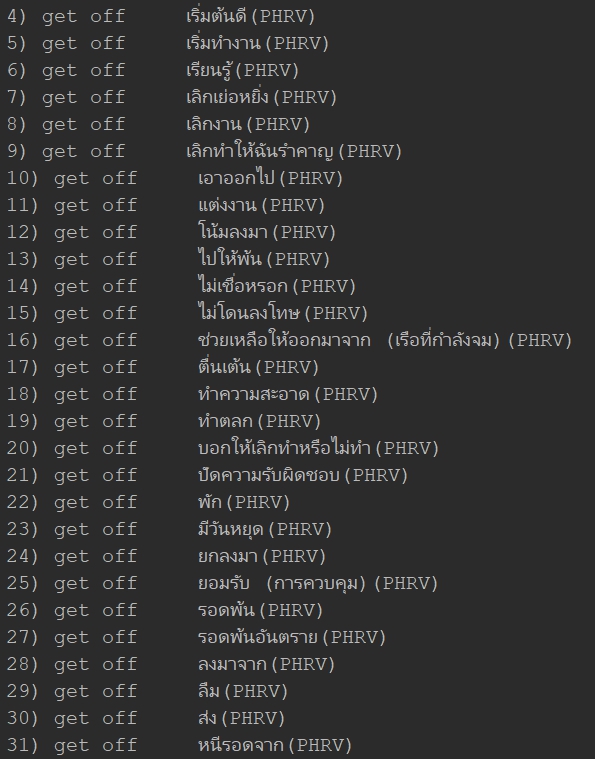 4) get off เริ่มต้นดี(PHRV)
5) get off เริ่มทำงาน(PHRV)
6) get off เรียนรู้(PHRV)
7) get off เลิกเย่อหยิ่ง(PHRV)
8) get off เลิกงาน(PHRV)
9) get off เลิกทำให้ฉันรำคาญ(PHRV)
10) get off เอาออกไป(PHRV)
11) get off แต่งงาน(PHRV)
12) get off โน้มลงมา(PHRV)
13) get off ไปให้พ้น(PHRV)
14) get off ไม่เชื่อหรอก(PHRV)
15) get off ไม่โดนลงโทษ(PHRV)
16) get off ช่วยเหลือให้ออกมาจาก (เรือที่กำลังจม)(PHRV)
17) get off ตื่นเต้น(PHRV)
18) get off ทำความสะอาด(PHRV)
19) get off ทำตลก(PHRV)
20) get off บอกให้เลิกทำหรือไม่ทำ(PHRV)
21) get off ปัดความรับผิดชอบ(PHRV)
22) get off พัก(PHRV)
23) get off มีวันหยุด(PHRV)
24) get off ยกลงมา(PHRV)
25) get off ยอมรับ (การควบคุม)(PHRV)
26) get off รอดพ้น(PHRV)
27) get off รอดพ้นอันตราย(PHRV)
28) get off ลงมาจาก(PHRV)
29) get off ลืม(PHRV)
30) get off ส่ง(PHRV)
31) get off หนีรอดจาก(PHRV)